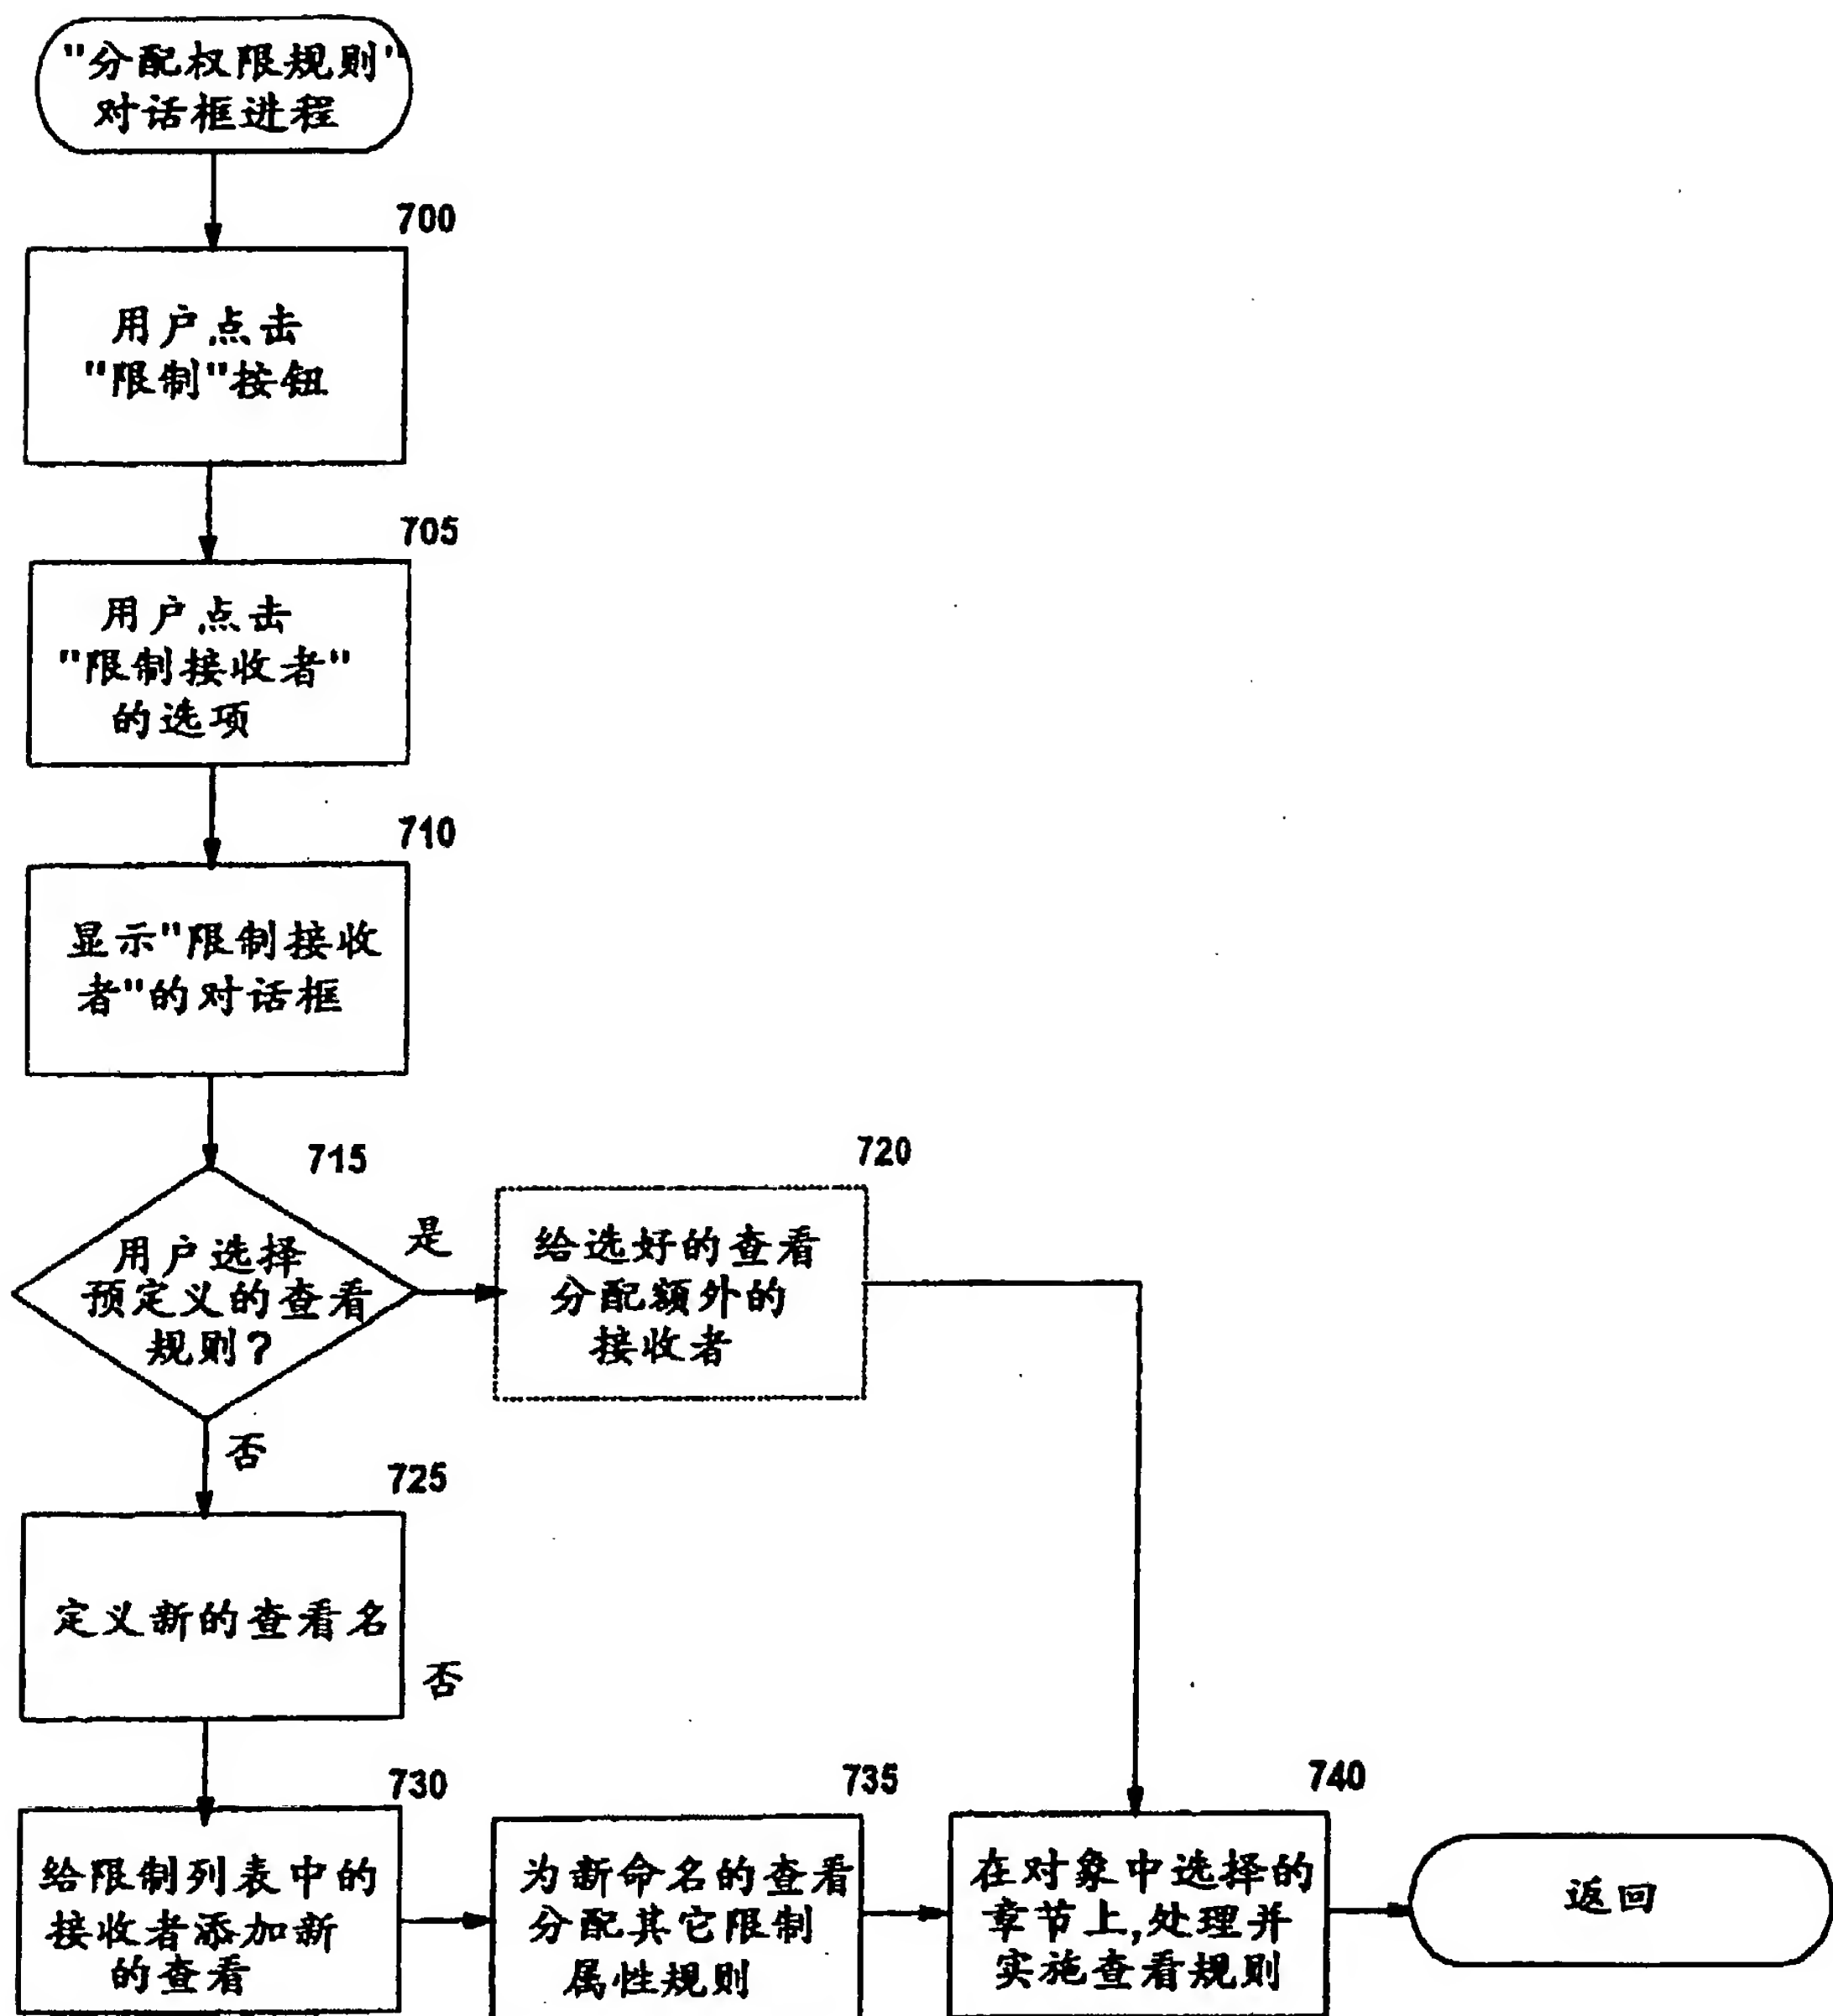 "分配权限规则"
对话框进程
700
用户点击
"限制"按钮
705
用户点击
"限制接收者"
的选项
710
显示"限制接收
者"的对话框
715
用户选择
预定义的查看
规则?
是
720
给选好的查看
分配额外的
接收者
否
725
定义新的查看名
否
730
给限制列表中的
接收者添加新
的查看
735
为新命名的查看
分配其它限制
属性规则
740
在对象中选择的
章节上,处理并
实施查看规则
返回